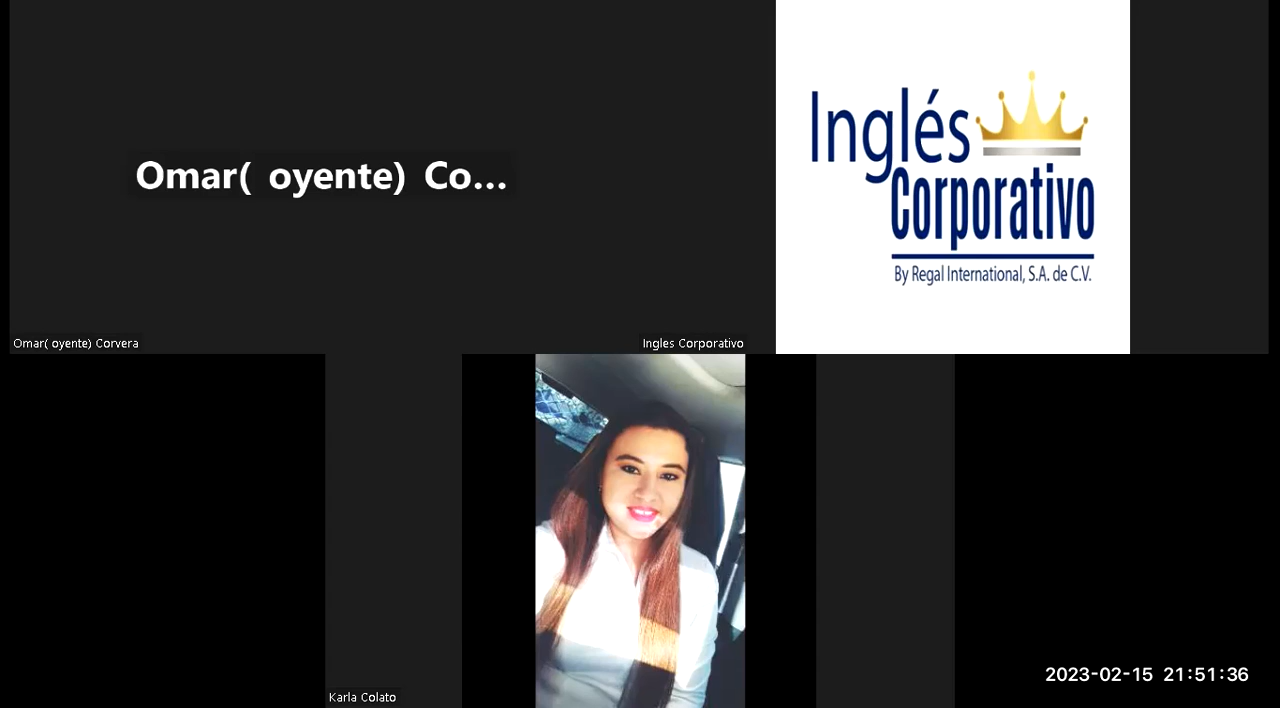 Omar( oyente) Co...
Inglés
Corporativo
By Regal International, S.A. de C.V.
Omar( oyente) Corvera
Ingles Corporativo
Karla Colato
2023-02-15 21:51:36